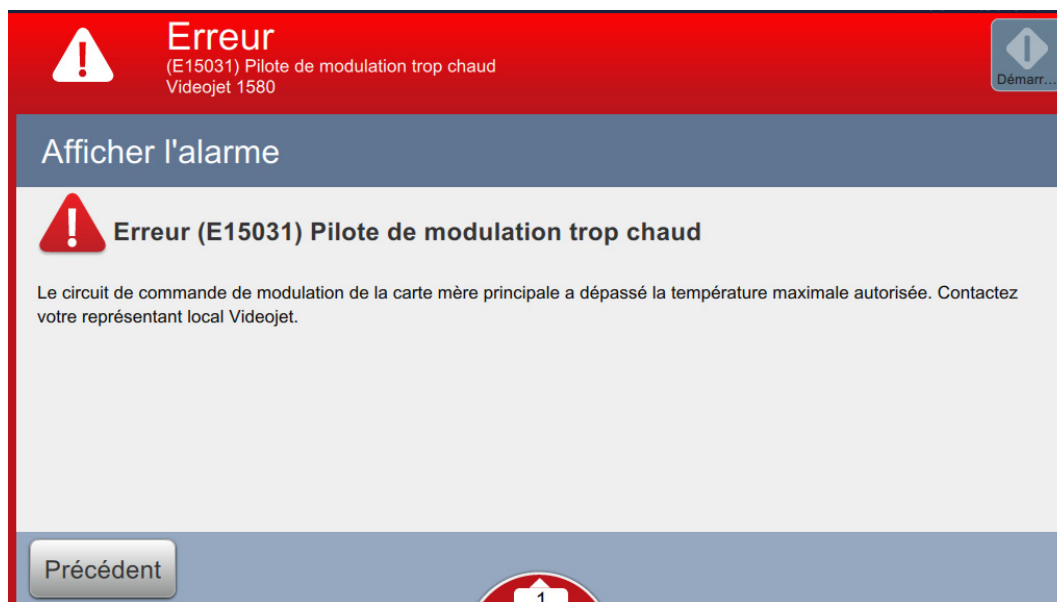 Erreur
(E15031) Pilote de modulation trop chaud
Videojet 1580
Démarr...
Afficher l'alarme
Erreur (E15031) Pilote de modulation trop chaud
Le circuit de commande de modulation de la carte mère principale a dépassé la température maximale autorisée. Contactez
votre représentant local Videojet.
Précédent
1